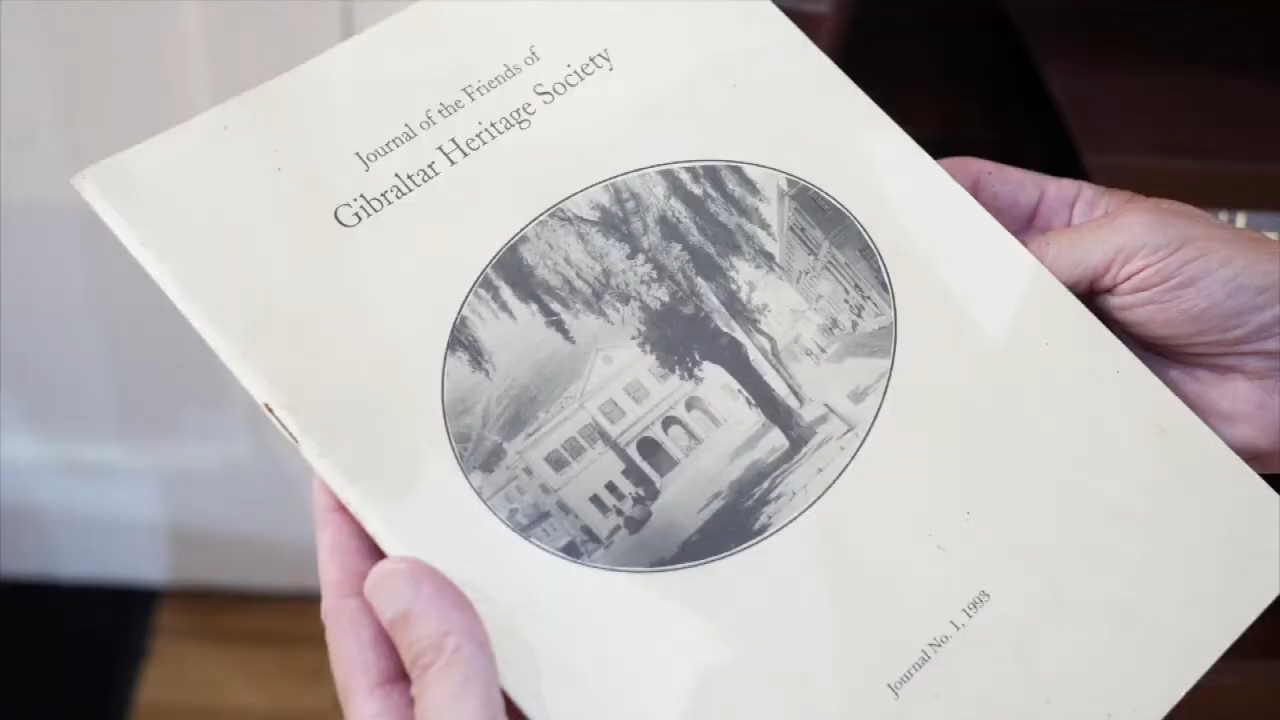 Journal of the Friends of
Gibraltar Heritage Society
Journal No. 1, 1993